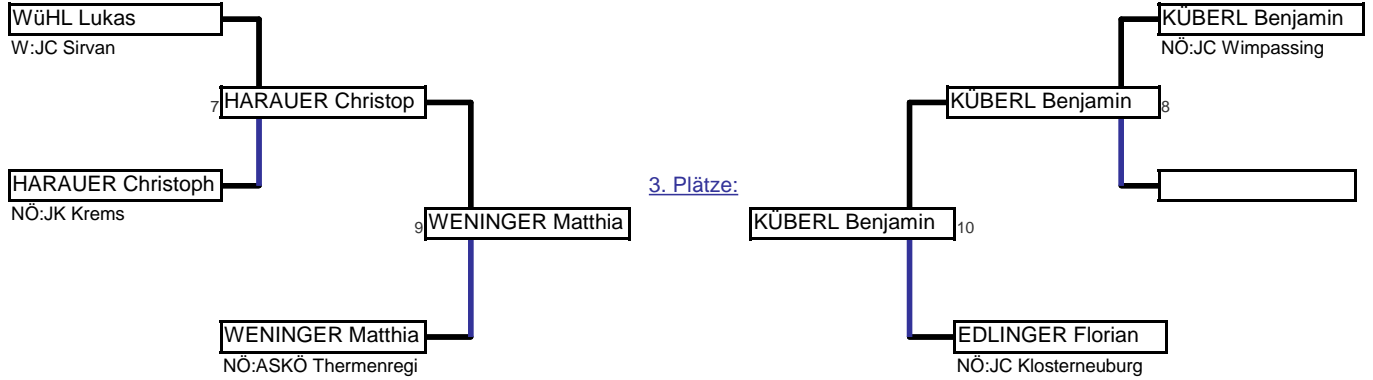 WüHL Lukas
W:JC Sirvan
7 HARAUER Christop
HARAUER Christoph
NÖ:JK Krems
9 WENINGER Matthia
WENINGER Matthia
NÖ:ASKÖ Thermenregi
3. Plätze:
KÜBERL Benjamin
NÖ:JC Wimpassing
KÜBERL Benjamin 8
KÜBERL Benjamin 10
EDLINGER Florian
NÖ:JC Klosterneuburg